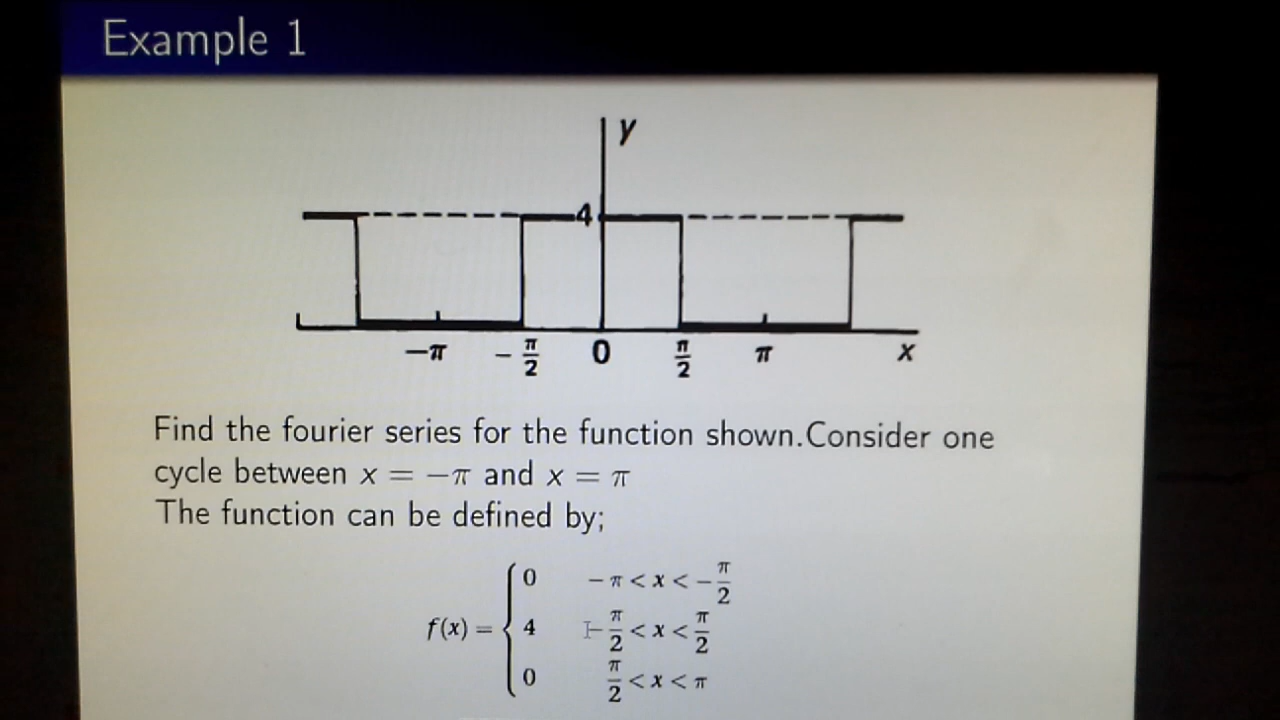 Example 1
y
4
−π −π/2 0 π/2 π x
Find the fourier series for the function shown.Consider one
cycle between x = −π and x = π
The function can be defined by;
0 −π < x < −π/2
f(x) = { 4 −π/2 < x < π/2
0 π/2 < x < π